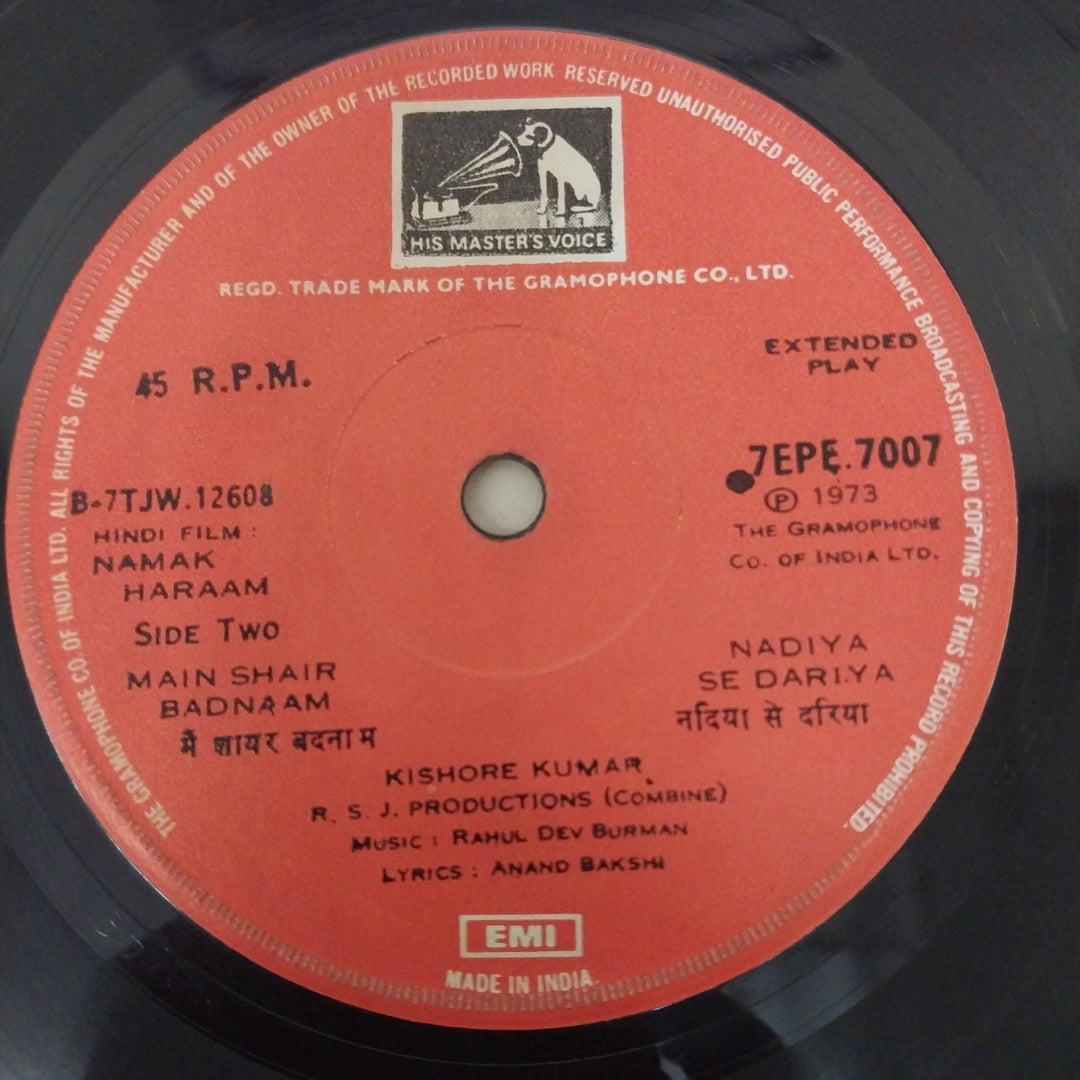 THE GRAMOPHONE CO. OF INDIA LTD. ALL RIGHTS OF THE MANUFACTURER AND OF THE OWNER OF THE RECORDED WORK RESERVED UNAUTHORISED PUBLIC PERFORMANCE BROADCASTING AND COPYING OF THIS RECORD PROHIBITED.
HIS MASTER'S VOICE
REGD. TRADE MARK OF THE GRAMOPHONE CO., LTD.
45 R.P.M.
EXTENDED
PLAY
7EPE.7007
℗ 1973
THE GRAMOPHONE
CO. OF INDIA LTD.
B-7TJW.12608
HINDI FILM :
NAMAK
HARAAM
SIDE TWO
MAIN SHAIR
BADNAAM
मैं शायर बदनाम
NADIYA
SE DARIYA
नदिया से दरिया
KISHORE KUMAR
R. S. J. PRODUCTIONS (COMBINE)
MUSIC : RAHUL DEV BURMAN
LYRICS : ANAND BAKSHI
EMI
MADE IN INDIA